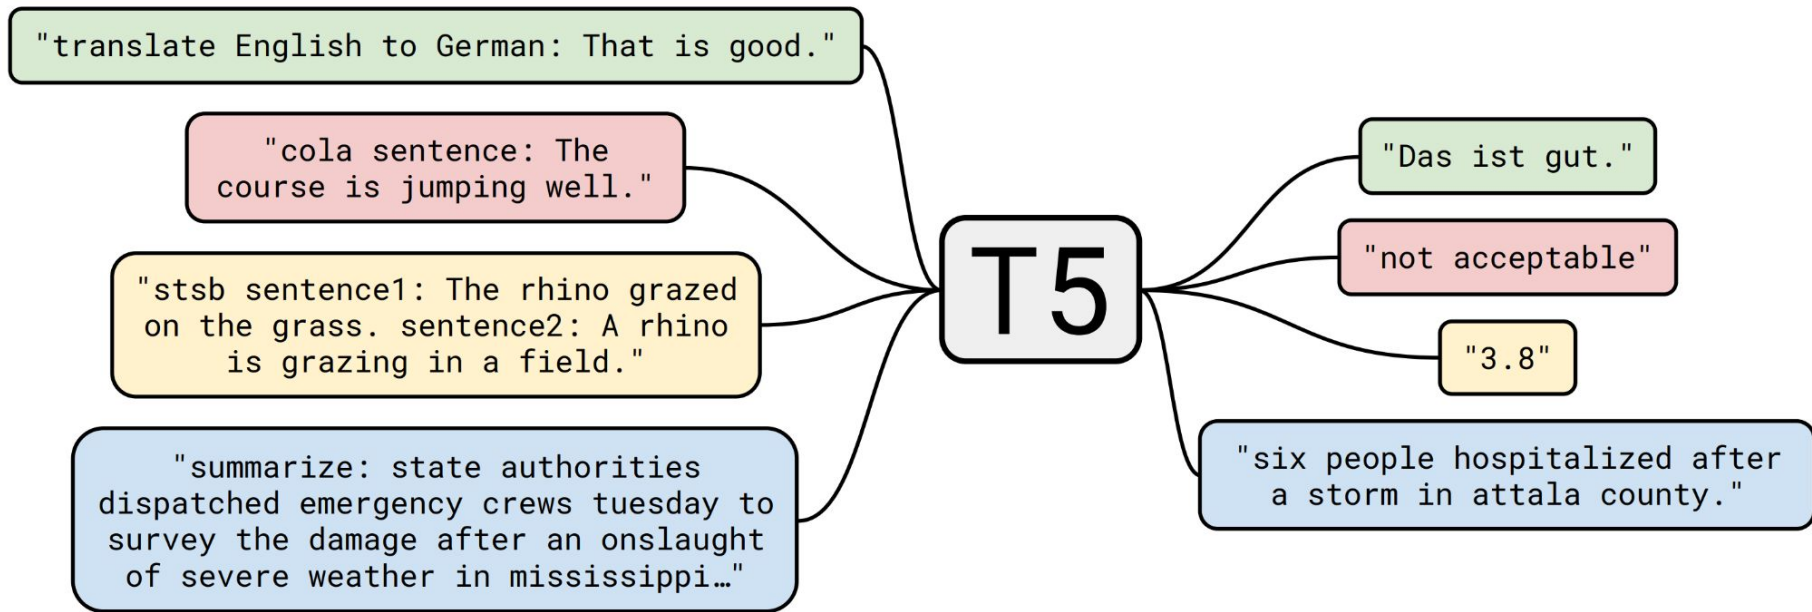 "translate English to German: That is good."
"cola sentence: The
course is jumping well."
"stsb sentence1: The rhino grazed
on the grass. sentence2: A rhino
is grazing in a field."
"summarize: state authorities
dispatched emergency crews tuesday to
survey the damage after an onslaught
of severe weather in mississippi…"
T5
"Das ist gut."
"not acceptable"
"3.8"
"six people hospitalized after
a storm in attala county."